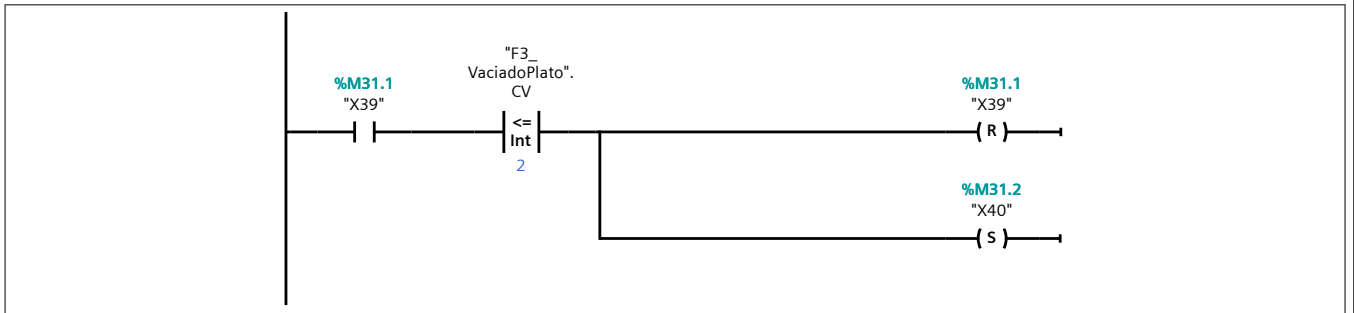 "F3_
VaciadoPlato".
CV
%M31.1
"X39"
<=
Int
2
%M31.1
"X39"
( R )
%M31.2
"X40"
( S )